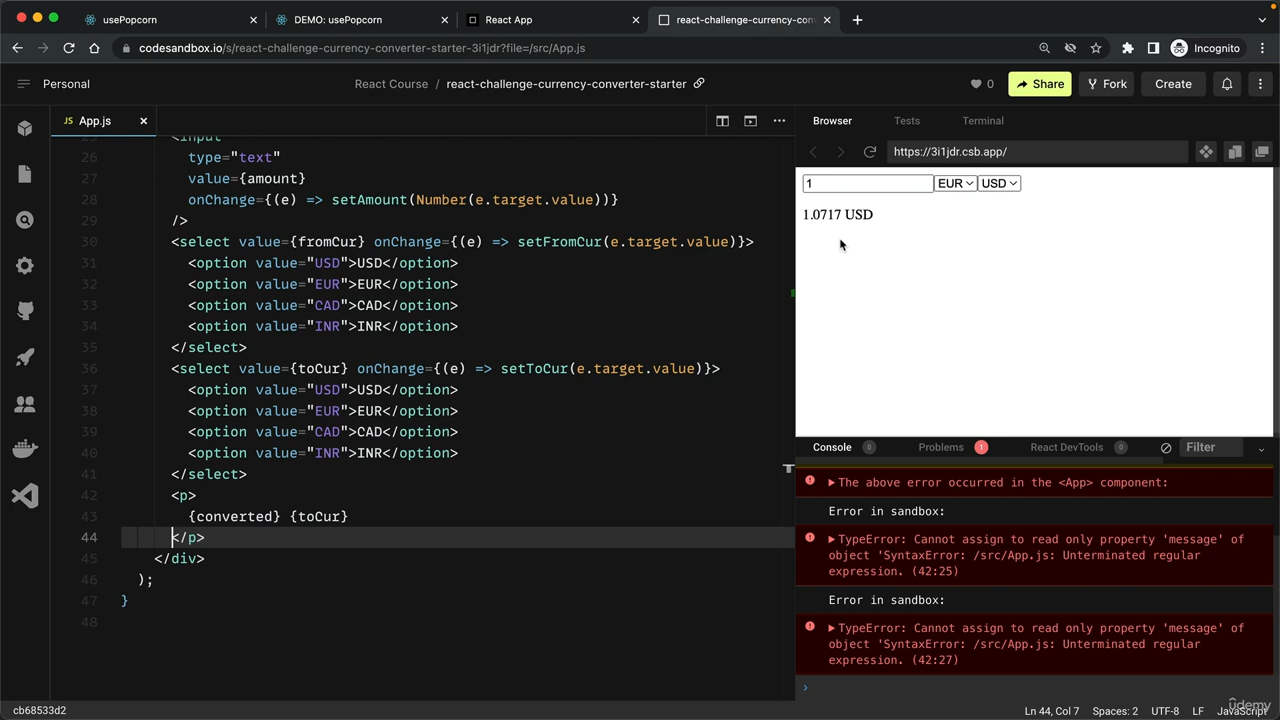 usePopcorn
DEMO: usePopcorn
React App
react-challenge-currency-con
codesandbox.io/s/react-challenge-currency-converter-starter-3i1jdr?file=/src/App.js
Incognito
Personal
React Course / react-challenge-currency-converter-starter
0
Share
Fork
Create
JS App.js
Browser
Tests
Terminal
https://3i1jdr.csb.app/
<input
26 type="text"
27 value={amount}
28 onChange={(e) => setAmount(Number(e.target.value))}
29 />
30 <select value={fromCur} onChange={(e) => setFromCur(e.target.value)}>
31 <option value="USD">USD</option>
32 <option value="EUR">EUR</option>
33 <option value="CAD">CAD</option>
34 <option value="INR">INR</option>
35 </select>
36 <select value={toCur} onChange={(e) => setToCur(e.target.value)}>
37 <option value="USD">USD</option>
38 <option value="EUR">EUR</option>
39 <option value="CAD">CAD</option>
40 <option value="INR">INR</option>
41 </select>
42 <p>
43 {converted} {toCur}
44 </p>
45 </div>
46 );
47 }
48
1 EUR USD
1.0717 USD
Console 0
Problems 1
React DevTools 0
Filter
The above error occurred in the <App> component:
Error in sandbox:
TypeError: Cannot assign to read only property 'message' of
object 'SyntaxError: /src/App.js: Unterminated regular
expression. (42:25)
Error in sandbox:
TypeError: Cannot assign to read only property 'message' of
object 'SyntaxError: /src/App.js: Unterminated regular
expression. (42:27)
cb68533d2
Ln 44, Col 7
Spaces: 2
UTF-8
LF
JavaScript
ûdemy